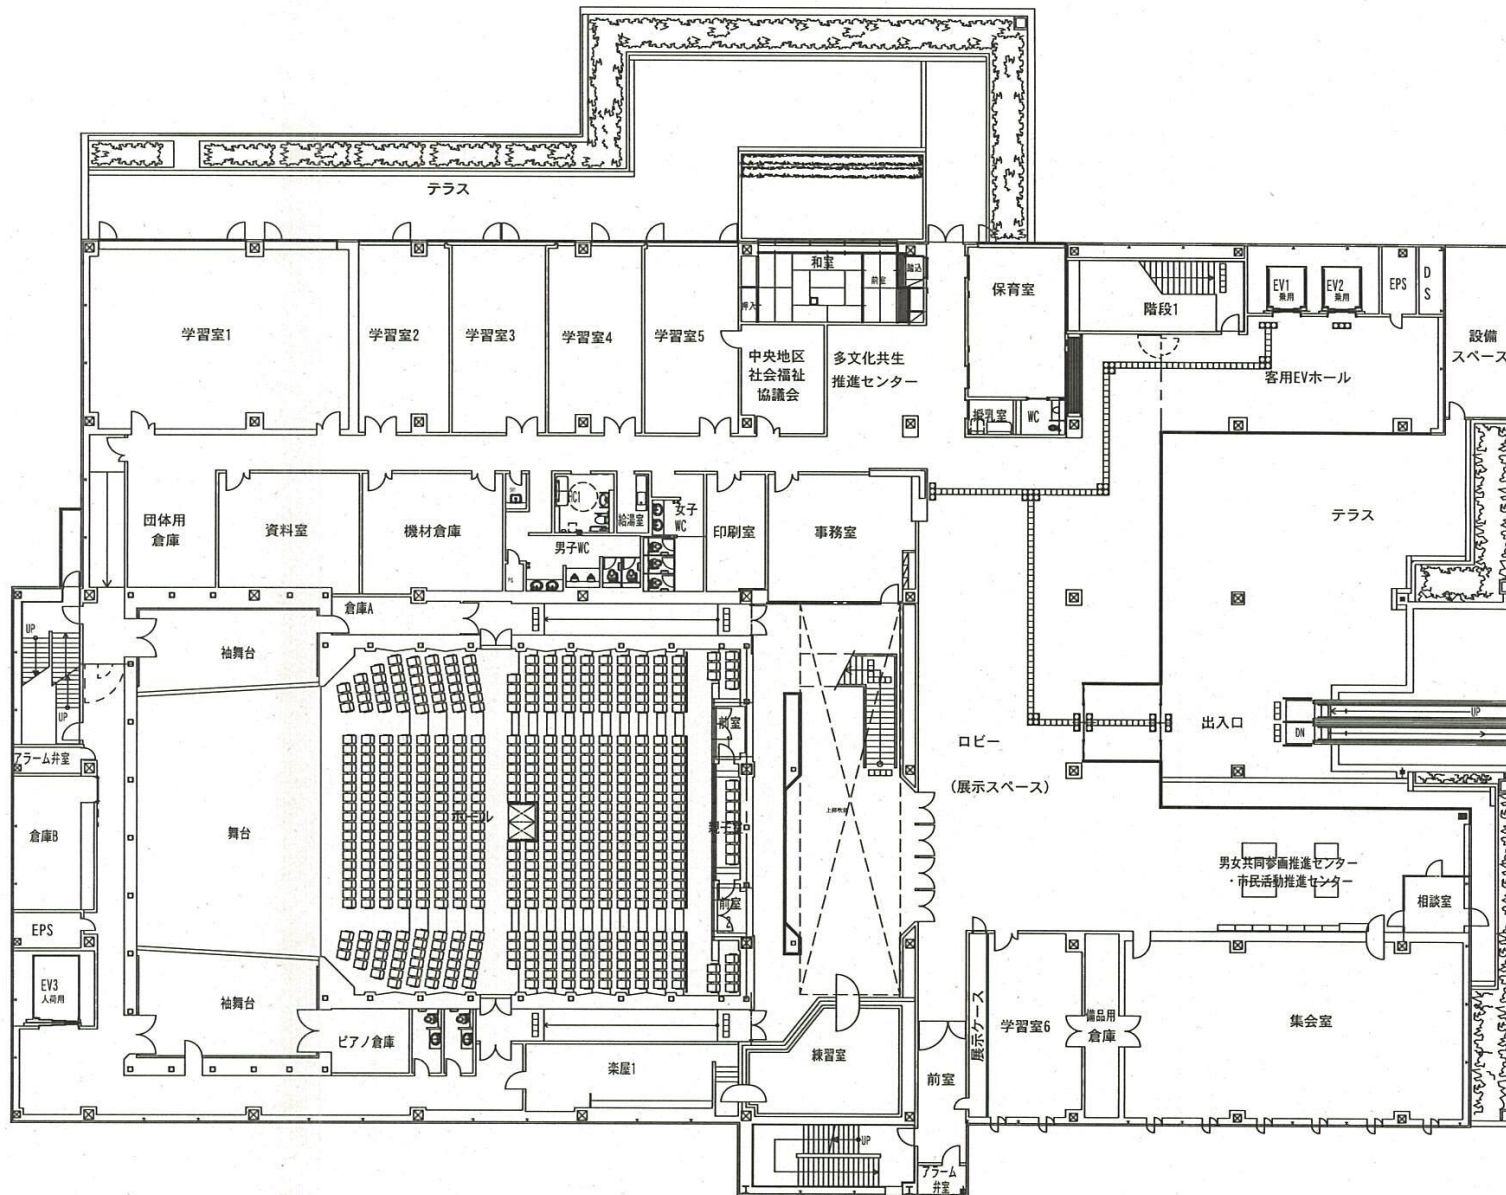 テラス
和室
前室
踏込
押入
保育室
階段1
EV1
乗用
EV2
乗用
EPS
DS
設備
スペース
学習室1
学習室2
学習室3
学習室4
学習室5
中央地区
社会福祉
協議会
多文化共生
推進センター
客用EVホール
授乳室
WC
団体用
倉庫
資料室
機材倉庫
給湯室
女子
WC
男子WC
PS
印刷室
事務室
テラス
倉庫A
UP
UP
袖舞台
前室
ロビー
(展示スペース)
出入口
UP
DN
アラーム弁室
倉庫B
舞台
ホール
親子室
前室
男女共同参画推進センター
・市民活動推進センター
相談室
EPS
EV3
人荷用
袖舞台
ピアノ倉庫
楽屋1
練習室
前室
展示ケース
学習室6
備品用
倉庫
集会室
UP
アラーム
弁室